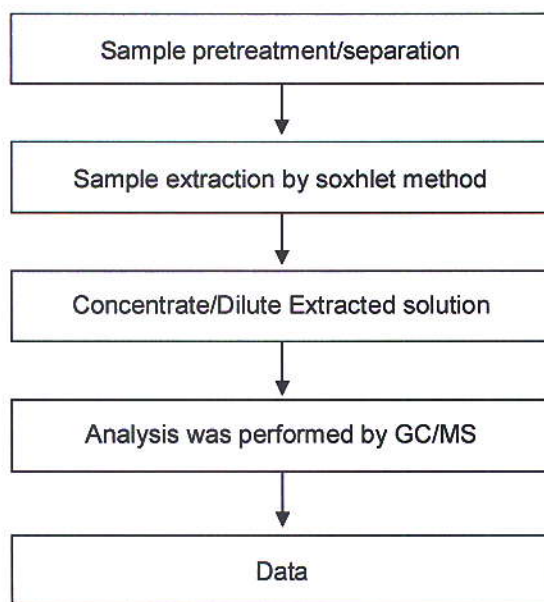 Sample pretreatment/separation
Sample extraction by soxhlet method
Concentrate/Dilute Extracted solution
Analysis was performed by GC/MS
Data